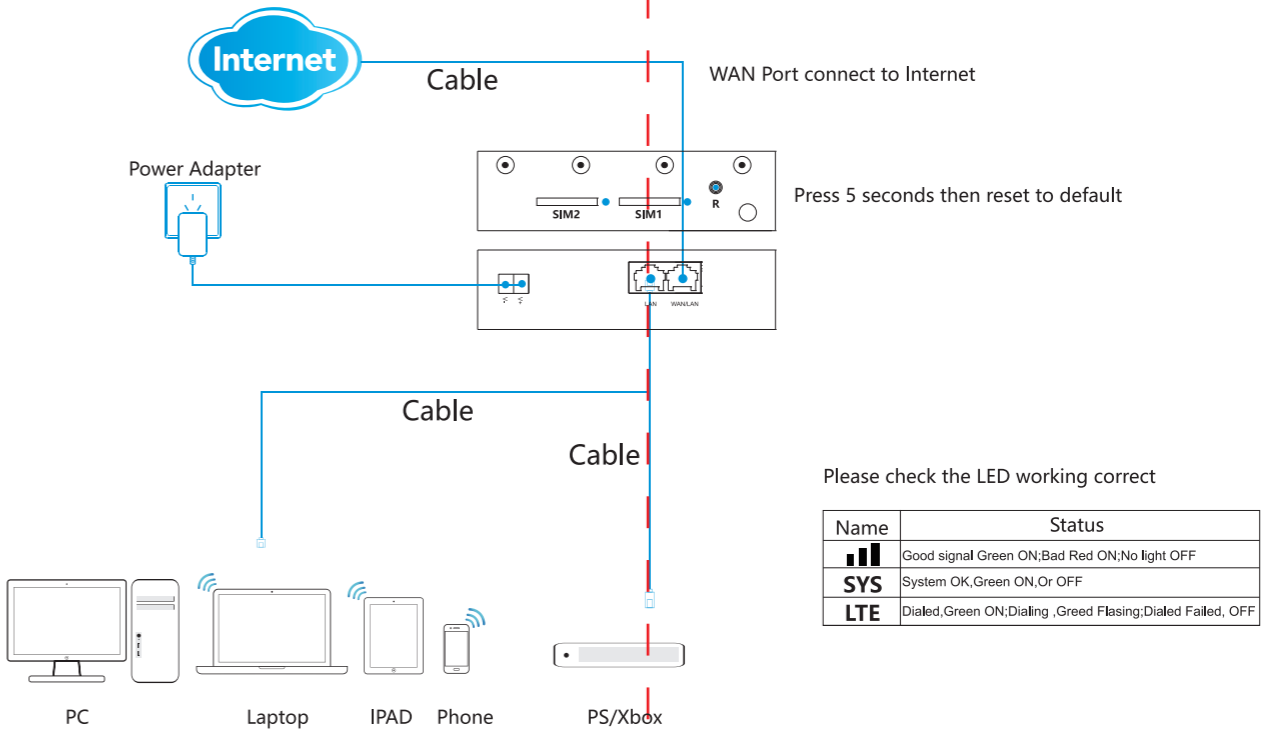 Internet
Cable
WAN Port connect to Internet
Power Adapter
SIM2
SIM1
R
Press 5 seconds then reset to default
LAN
WAN/LAN
Cable
Cable
Please check the LED working correct
Name Status
Good signal Green ON;Bad Red ON;No light OFF
SYS System OK,Green ON,Or OFF
LTE Dialed,Green ON;Dialing ,Greed Flasing;Dialed Failed, OFF
PC
Laptop
IPAD
Phone
PS/Xbox